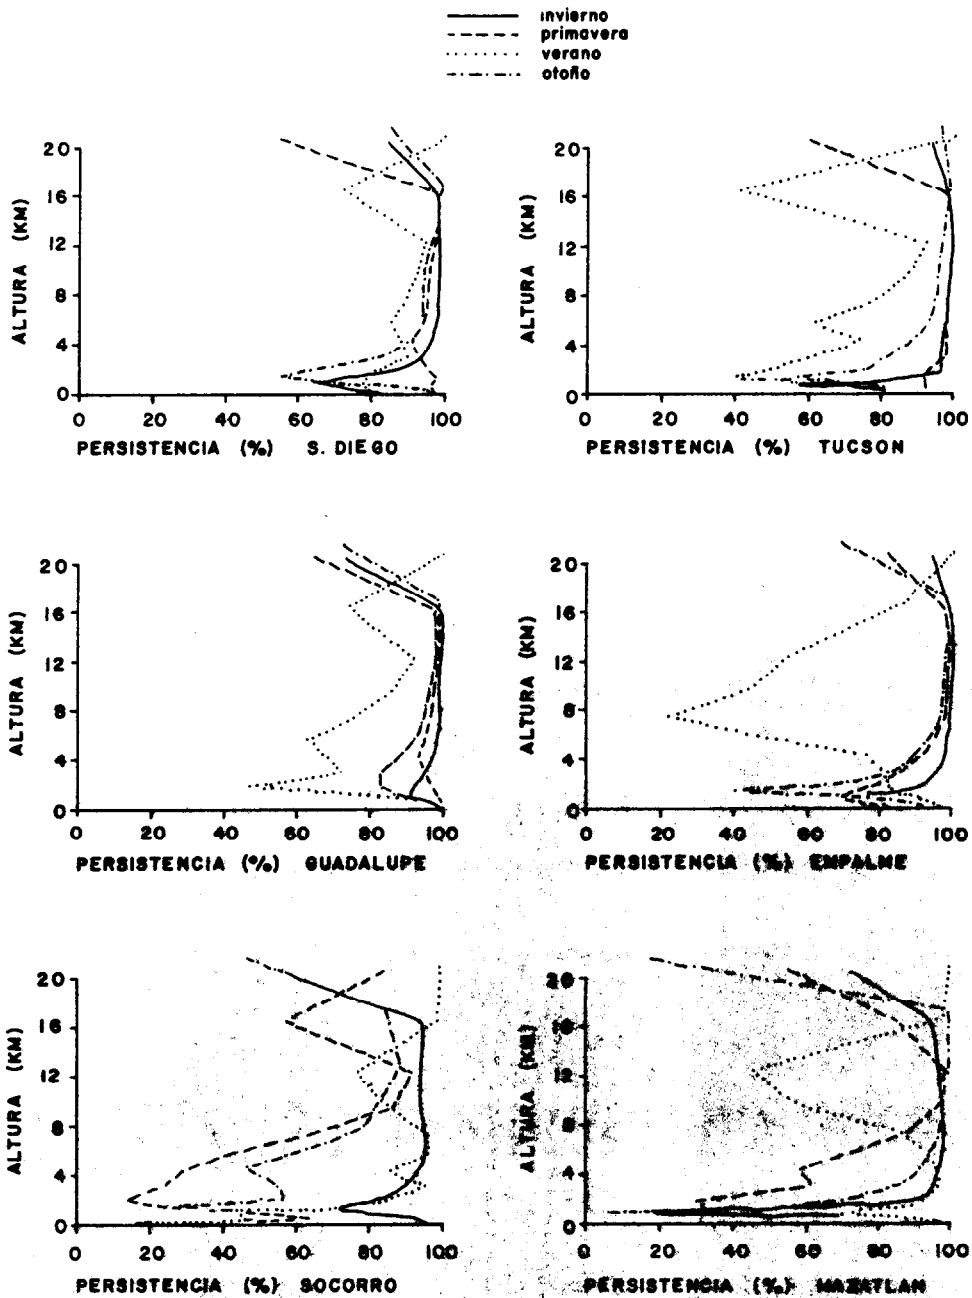 invierno
primavera
verano
otoño
20
16
12
8
4
0
ALTURA (KM)
0 20 40 60 80 100
PERSISTENCIA (%) S. DIEGO
20
16
12
8
4
0
ALTURA (KM)
0 20 40 60 80 100
PERSISTENCIA (%) TUCSON
20
16
12
8
4
0
ALTURA (KM)
0 20 40 60 80 100
PERSISTENCIA (%) GUADALUPE
20
16
12
8
4
0
ALTURA (KM)
0 20 40 60 80 100
PERSISTENCIA (%) EMPALME
20
16
12
8
4
0
ALTURA (KM)
0 20 40 60 80 100
PERSISTENCIA (%) SOCORRO
20
16
12
8
4
0
ALTURA (KM)
0 20 40 60 80 100
PERSISTENCIA (%) MAZATLAN